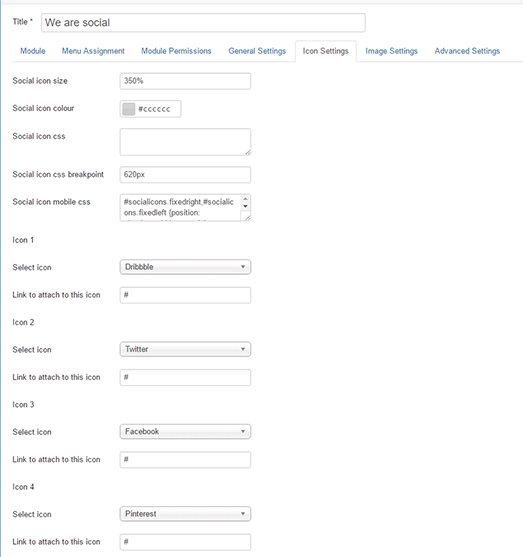 Title * We are social
Module Menu Assignment Module Permissions General Settings Icon Settings Image Settings Advanced Settings
Social icon size 350%
Social icon colour #cccccc
Social icon css
Social icon css breakpoint 620px
Social icon mobile css #socialicons.fixedright,#socialic
ons.fixedleft {position:
Icon 1
Select icon Dribbble
Link to attach to this icon #
Icon 2
Select icon Twitter
Link to attach to this icon #
Icon 3
Select icon Facebook
Link to attach to this icon #
Icon 4
Select icon Pinterest
Link to attach to this icon #